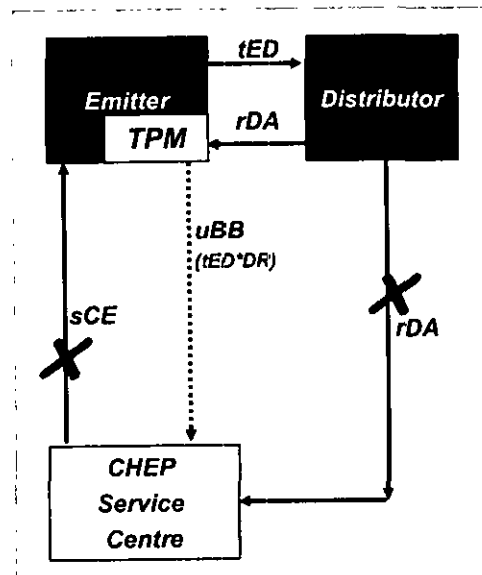 tED
Emitter
Distributor
TPM
rDA
uBB
(tED*DR)
sCE
rDA
CHEP
Service
Centre